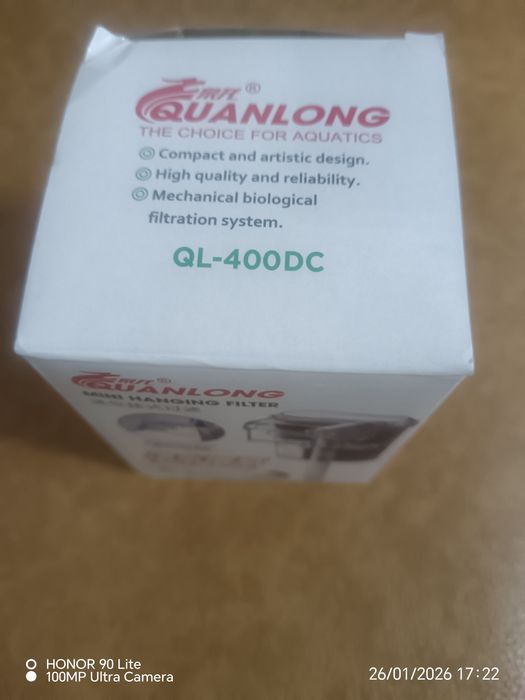 QUANLONG ®
THE CHOICE FOR AQUATICS
Compact and artistic design.
High quality and reliability.
Mechanical biological
filtration system.
QL-400DC
QUANLONG ®
MINI HANGING FILTER
HONOR 90 Lite
100MP Ultra Camera
26/01/2026 17:22